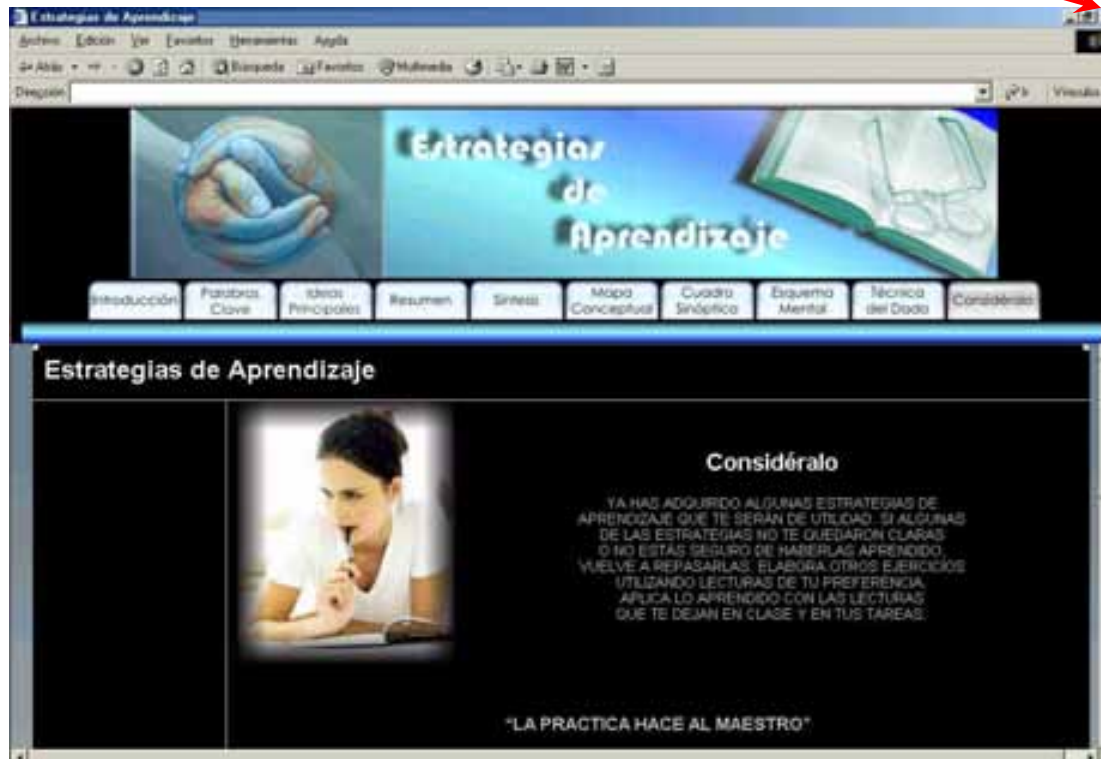 Estrategias de Aprendizaje
Archivo Edición Ver Favoritos Herramientas Ayuda
Atrás Búsqueda Favoritos Multimedia
Dirección Ir Vínculos
Estrategias
de
Aprendizaje
Introducción
Palabras
Clave
Ideas
Principales
Resumen
Síntesis
Mapa
Conceptual
Cuadro
Sinóptico
Esquema
Mental
Técnica
del Dado
Considéralo
Estrategias de Aprendizaje
Considéralo
YA HAS ADQUIRIDO ALGUNAS ESTRATEGIAS DE
APRENDIZAJE QUE TE SERÁN DE UTILIDAD. SI ALGUNAS
DE LAS ESTRATEGIAS NO TE QUEDARON CLARAS
O NO ESTÁS SEGURO DE HABERLAS APRENDIDO,
VUELVE A REPASARLAS. ELABORA OTROS EJERCICIOS
UTILIZANDO LECTURAS DE TU PREFERENCIA.
APLICA LO APRENDIDO CON LAS LECTURAS
QUE TE DEJAN EN CLASE Y EN TUS TAREAS.
“LA PRACTICA HACE AL MAESTRO”